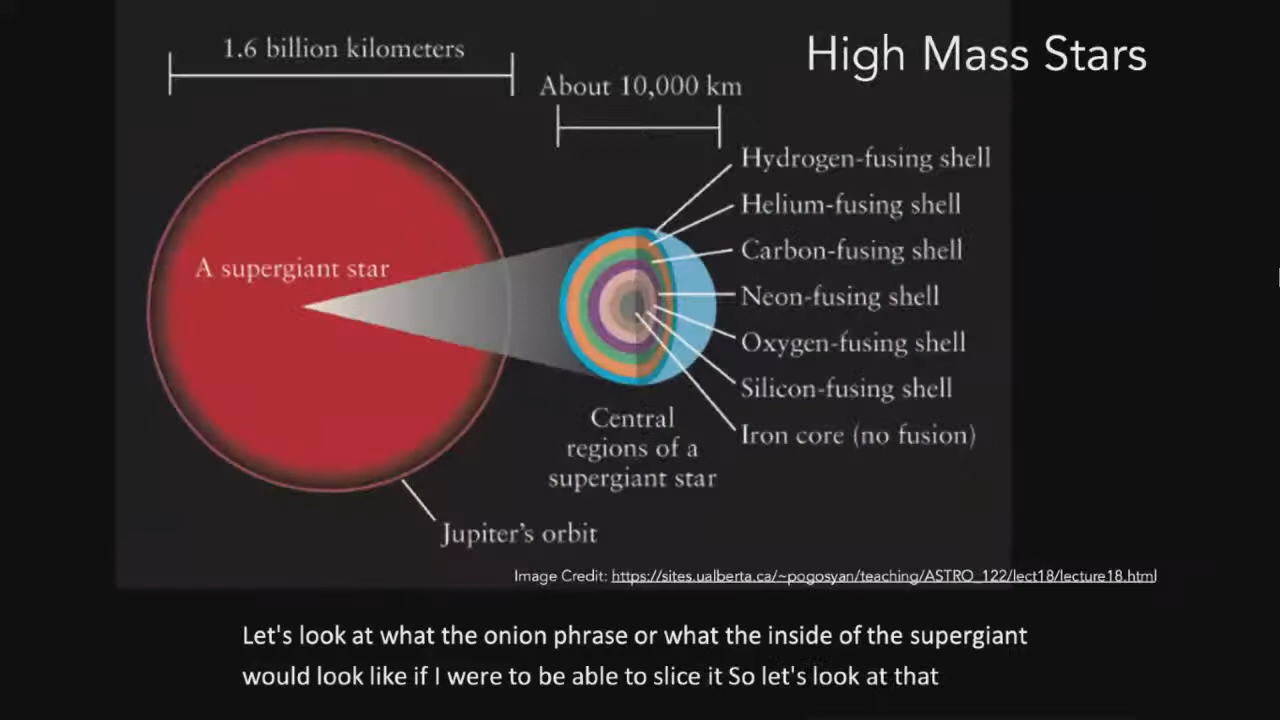 High Mass Stars
1.6 billion kilometers
About 10,000 km
Hydrogen-fusing shell
Helium-fusing shell
Carbon-fusing shell
Neon-fusing shell
Oxygen-fusing shell
Silicon-fusing shell
Iron core (no fusion)
A supergiant star
Central
regions of a
supergiant star
Jupiter's orbit
Image Credit: https://sites.ualberta.ca/~pogosyan/teaching/ASTRO_122/lect18/lecture18.html
Let's look at what the onion phrase or what the inside of the supergiant
would look like if I were to be able to slice it So let's look at that